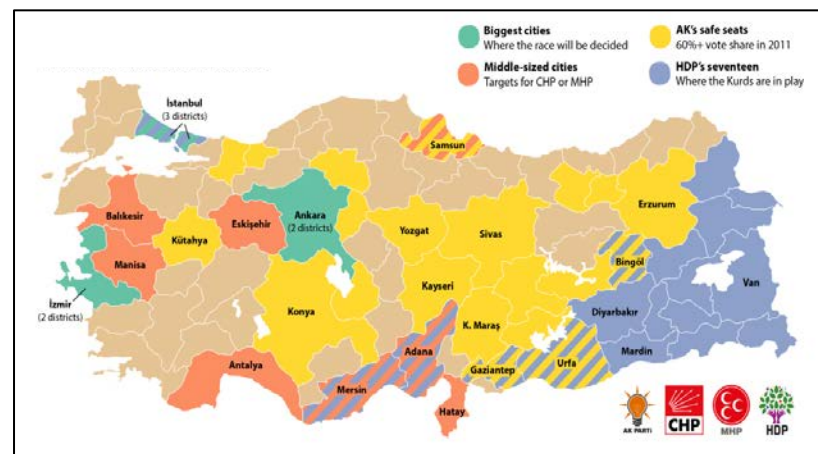 Biggest cities
Where the race will be decided
Middle-sized cities
Targets for CHP or MHP
AK's safe seats
60%+ vote share in 2011
HDP's seventeen
Where the Kurds are in play
İstanbul
(3 districts)
Samsun
Balıkesir
Eskişehir
Ankara
(2 districts)
Erzurum
Kütahya
Yozgat
Sivas
Manisa
Bingöl
İzmir
(2 districts)
Konya
Kayseri
Van
Diyarbakır
K. Maraş
Adana
Mardin
Antalya
Mersin
Gaziantep
Urfa
Hatay
AK PARTİ
CHP
MHP
HDP